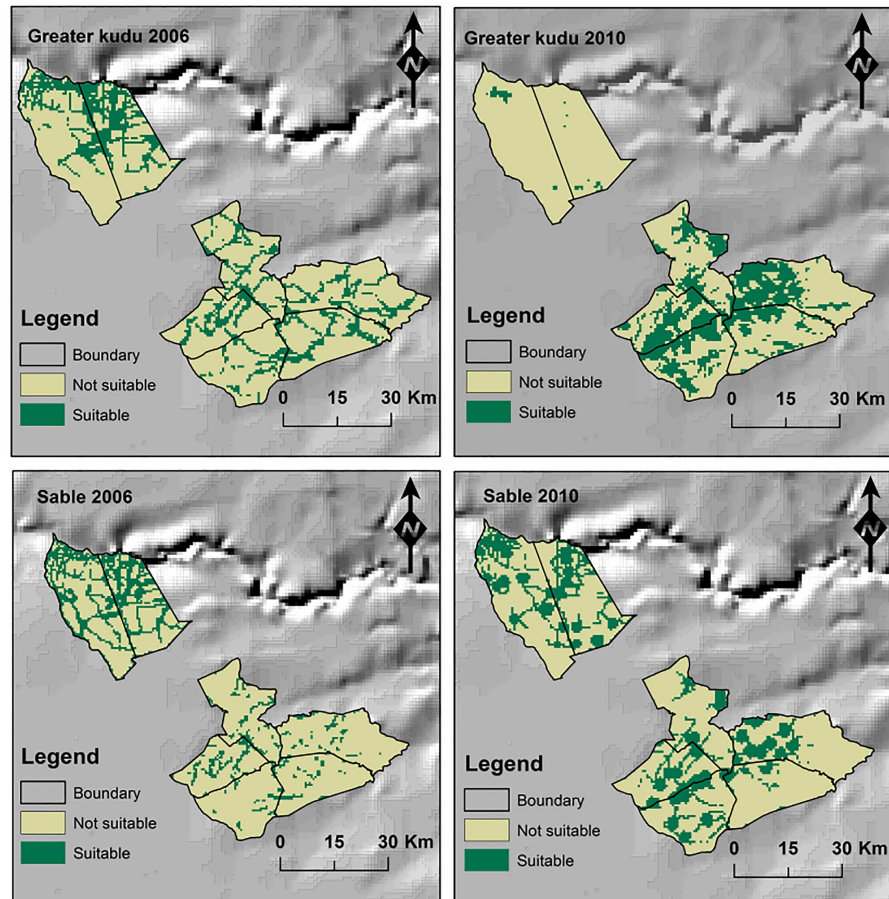 Greater kudu 2006
N
Legend
Boundary
Not suitable
Suitable
0 15 30 Km
Greater kudu 2010
N
Legend
Boundary
Not suitable
Suitable
0 15 30 Km
Sable 2006
N
Legend
Boundary
Not suitable
Suitable
0 15 30 Km
Sable 2010
N
Legend
Boundary
Not suitable
Suitable
0 15 30 Km